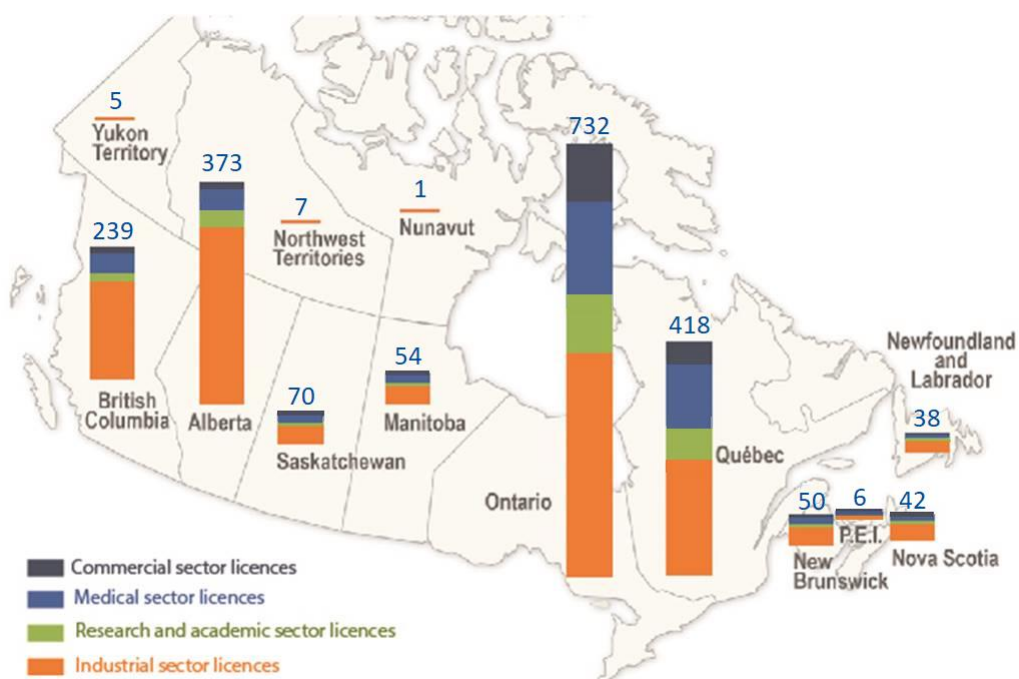 5
Yukon
Territory
373
7
Northwest
Territories
1
Nunavut
732
239
British
Columbia
Alberta
70
Saskatchewan
54
Manitoba
Ontario
418
Québec
Newfoundland
and
Labrador
38
50
New
Brunswick
6
P.E.I.
42
Nova Scotia
Commercial sector licences
Medical sector licences
Research and academic sector licences
Industrial sector licences